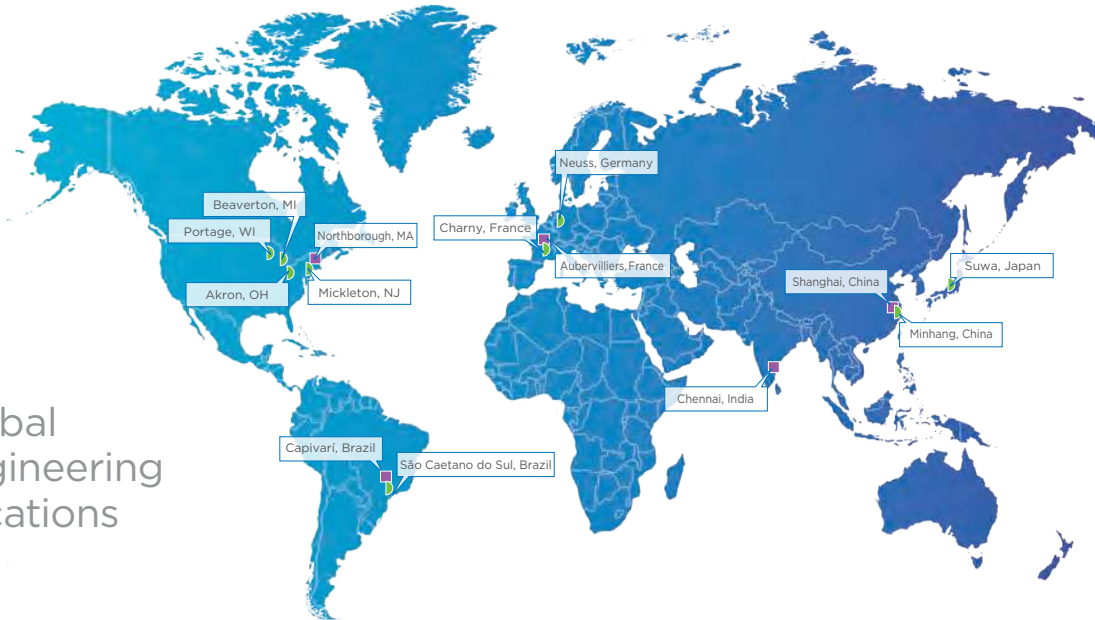 Neuss, Germany
Beaverton, MI
Portage, WI
Northborough, MA
Charny, France
Aubervilliers, France
Suwa, Japan
Shanghai, China
Akron, OH
Mickleton, NJ
Minhang, China
Chennai, India
bal
gineering
cations
Capivarí, Brazil
São Caetano do Sul, Brazil